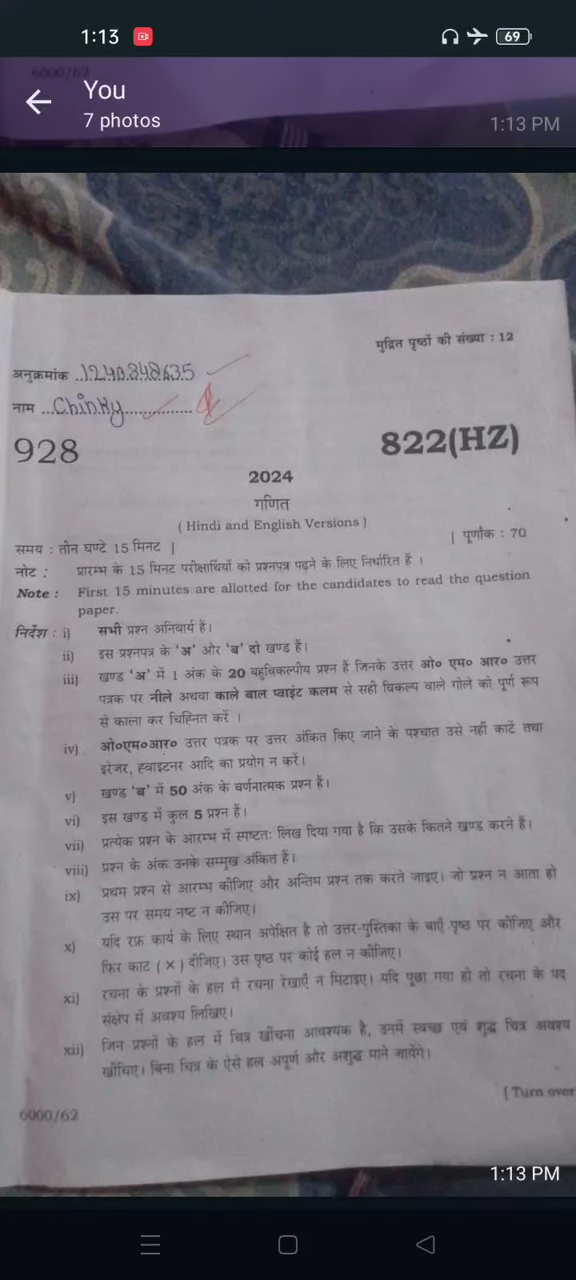 1:13
69
6000/62
You
7 photos
1:13 PM
मुद्रित पृष्ठों की संख्या : 12
अनुक्रमांक ..1240848635
नाम ...Chinky................
928
822(HZ)
2024
गणित
( Hindi and English Versions )
समय : तीन घण्टे 15 मिनट ]
[ पूर्णांक : 70
नोट : प्रारम्भ के 15 मिनट परीक्षार्थियों को प्रश्नपत्र पढ़ने के लिए निर्धारित हैं ।
Note : First 15 minutes are allotted for the candidates to read the question
paper.
निर्देश : i) सभी प्रश्न अनिवार्य हैं।
ii) इस प्रश्नपत्र के 'अ' और 'ब' दो खण्ड हैं।
iii) खण्ड 'अ' में 1 अंक के 20 बहुविकल्पीय प्रश्न हैं जिनके उत्तर ओ० एम० आर० उत्तर
पत्रक पर नीले अथवा काले बाल प्वाइंट कलम से सही विकल्प वाले गोले को पूर्ण रूप
से काला कर चिह्नित करें ।
iv) ओ०एम०आर० उत्तर पत्रक पर उत्तर अंकित किए जाने के पश्चात उसे नहीं काटें तथा
इरेजर, ह्वाइटनर आदि का प्रयोग न करें।
v) खण्ड 'ब' में 50 अंक के वर्णनात्मक प्रश्न हैं।
vi) इस खण्ड में कुल 5 प्रश्न हैं।
vii) प्रत्येक प्रश्न के आरम्भ में स्पष्टतः लिख दिया गया है कि उसके कितने खण्ड करने हैं।
viii) प्रश्न के अंक उनके सम्मुख अंकित हैं।
ix) प्रथम प्रश्न से आरम्भ कीजिए और अन्तिम प्रश्न तक करते जाइए। जो प्रश्न न आता हो
उस पर समय नष्ट न कीजिए।
x) यदि रफ़ कार्य के लिए स्थान अपेक्षित है तो उत्तर-पुस्तिका के बाएँ पृष्ठ पर कीजिए और
फिर काट (×) दीजिए। उस पृष्ठ पर कोई हल न कीजिए।
xi) रचना के प्रश्नों के हल में रचना रेखाएँ न मिटाइए। यदि पूछा गया हो तो रचना के पद
संक्षेप में अवश्य लिखिए।
xii) जिन प्रश्नों के हल में चित्र खींचना आवश्यक है, उनमें स्वच्छ एवं शुद्ध चित्र अवश्य
खींचिए। बिना चित्र के ऐसे हल अपूर्ण और अशुद्ध माने जायेंगे।
[ Turn over
6000/62
1:13 PM